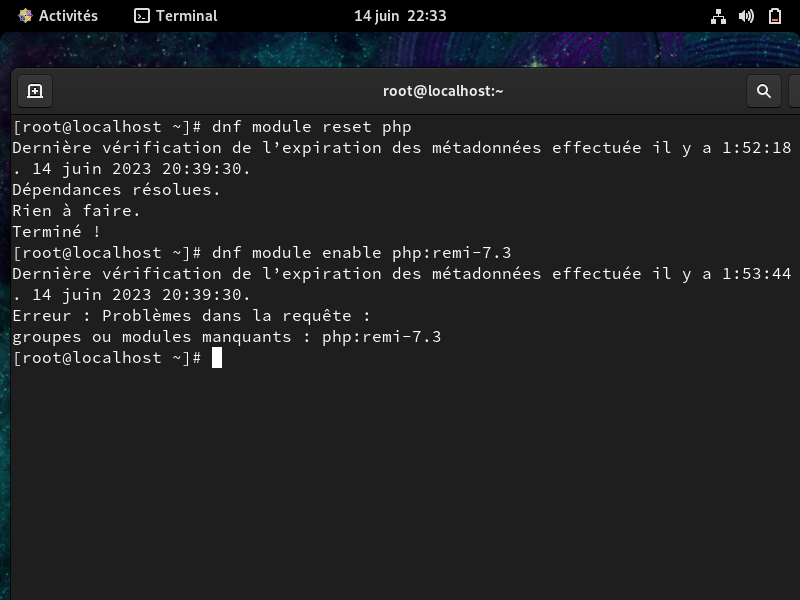 Activités Terminal 14 juin 22:33
root@localhost:~
[root@localhost ~]# dnf module reset php
Dernière vérification de l’expiration des métadonnées effectuée il y a 1:52:18
. 14 juin 2023 20:39:30.
Dépendances résolues.
Rien à faire.
Terminé !
[root@localhost ~]# dnf module enable php:remi-7.3
Dernière vérification de l’expiration des métadonnées effectuée il y a 1:53:44
. 14 juin 2023 20:39:30.
Erreur : Problèmes dans la requête :
groupes ou modules manquants : php:remi-7.3
[root@localhost ~]#